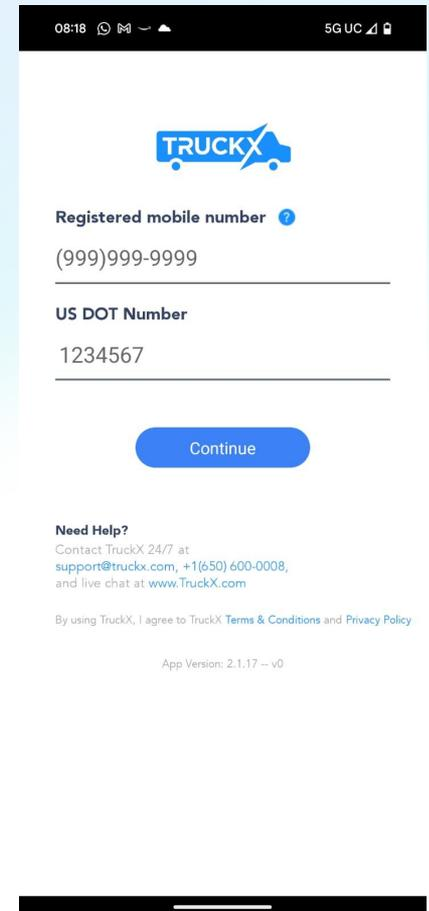 08:18
5G UC
TRUCKX
Registered mobile number ?
(999)999-9999
US DOT Number
1234567
Continue
Need Help?
Contact TruckX 24/7 at
support@truckx.com, +1(650) 600-0008,
and live chat at www.TruckX.com
By using TruckX, I agree to TruckX Terms & Conditions and Privacy Policy
App Version: 2.1.17 -- v0